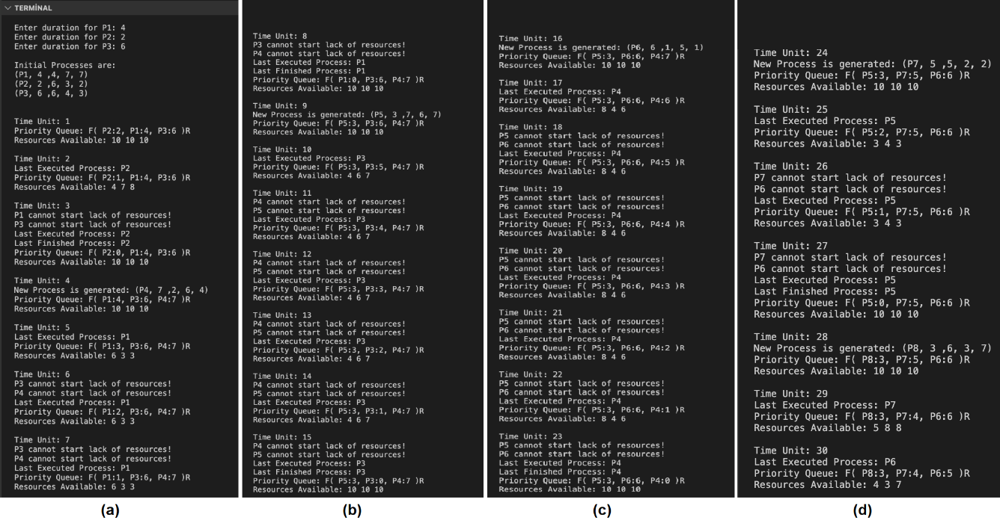 TERMİNAL
Enter duration for P1: 4
Enter duration for P2: 2
Enter duration for P3: 6
Initial Processes are:
(P1, 4 ,4, 7, 7)
(P2, 2 ,6, 3, 2)
(P3, 6 ,6, 4, 3)
Time Unit: 1
Priority Queue: F( P2:2, P1:4, P3:6 )R
Resources Available: 10 10 10
Time Unit: 2
Last Executed Process: P2
Priority Queue: F( P2:1, P1:4, P3:6 )R
Resources Available: 4 7 8
Time Unit: 3
P1 cannot start lack of resources!
P3 cannot start lack of resources!
Last Executed Process: P2
Last Finished Process: P2
Priority Queue: F( P2:0, P1:4, P3:6 )R
Resources Available: 10 10 10
Time Unit: 4
New Process is generated: (P4, 7 ,2, 6, 4)
Priority Queue: F( P1:4, P3:6, P4:7 )R
Resources Available: 10 10 10
Time Unit: 5
Last Executed Process: P1
Priority Queue: F( P1:3, P3:6, P4:7 )R
Resources Available: 6 3 3
Time Unit: 6
P3 cannot start lack of resources!
P4 cannot start lack of resources!
Last Executed Process: P1
Priority Queue: F( P1:2, P3:6, P4:7 )R
Resources Available: 6 3 3
Time Unit: 7
P3 cannot start lack of resources!
P4 cannot start lack of resources!
Last Executed Process: P1
Priority Queue: F( P1:1, P3:6, P4:7 )R
Resources Available: 6 3 3
(a)
Time Unit: 8
P3 cannot start lack of resources!
P4 cannot start lack of resources!
Last Executed Process: P1
Last Finished Process: P1
Priority Queue: F( P1:0, P3:6, P4:7 )R
Resources Available: 10 10 10
Time Unit: 9
New Process is generated: (P5, 3 ,7, 6, 7)
Priority Queue: F( P5:3, P3:6, P4:7 )R
Resources Available: 10 10 10
Time Unit: 10
Last Executed Process: P3
Priority Queue: F( P5:3, P3:5, P4:7 )R
Resources Available: 4 6 7
Time Unit: 11
P4 cannot start lack of resources!
P5 cannot start lack of resources!
Last Executed Process: P3
Priority Queue: F( P5:3, P3:4, P4:7 )R
Resources Available: 4 6 7
Time Unit: 12
P4 cannot start lack of resources!
P5 cannot start lack of resources!
Last Executed Process: P3
Priority Queue: F( P5:3, P3:3, P4:7 )R
Resources Available: 4 6 7
Time Unit: 13
P4 cannot start lack of resources!
P5 cannot start lack of resources!
Last Executed Process: P3
Priority Queue: F( P5:3, P3:2, P4:7 )R
Resources Available: 4 6 7
Time Unit: 14
P4 cannot start lack of resources!
P5 cannot start lack of resources!
Last Executed Process: P3
Priority Queue: F( P5:3, P3:1, P4:7 )R
Resources Available: 4 6 7
Time Unit: 15
P4 cannot start lack of resources!
P5 cannot start lack of resources!
Last Executed Process: P3
Last Finished Process: P3
Priority Queue: F( P5:3, P3:0, P4:7 )R
Resources Available: 10 10 10
(b)
Time Unit: 16
New Process is generated: (P6, 6 ,1, 5, 1)
Priority Queue: F( P5:3, P6:6, P4:7 )R
Resources Available: 10 10 10
Time Unit: 17
Last Executed Process: P4
Priority Queue: F( P5:3, P6:6, P4:6 )R
Resources Available: 8 4 6
Time Unit: 18
P5 cannot start lack of resources!
P6 cannot start lack of resources!
Last Executed Process: P4
Priority Queue: F( P5:3, P6:6, P4:5 )R
Resources Available: 8 4 6
Time Unit: 19
P5 cannot start lack of resources!
P6 cannot start lack of resources!
Last Executed Process: P4
Priority Queue: F( P5:3, P6:6, P4:4 )R
Resources Available: 8 4 6
Time Unit: 20
P5 cannot start lack of resources!
P6 cannot start lack of resources!
Last Executed Process: P4
Priority Queue: F( P5:3, P6:6, P4:3 )R
Resources Available: 8 4 6
Time Unit: 21
P5 cannot start lack of resources!
P6 cannot start lack of resources!
Last Executed Process: P4
Priority Queue: F( P5:3, P6:6, P4:2 )R
Resources Available: 8 4 6
Time Unit: 22
P5 cannot start lack of resources!
P6 cannot start lack of resources!
Last Executed Process: P4
Priority Queue: F( P5:3, P6:6, P4:1 )R
Resources Available: 8 4 6
Time Unit: 23
P5 cannot start lack of resources!
P6 cannot start lack of resources!
Last Executed Process: P4
Last Finished Process: P4
Priority Queue: F( P5:3, P6:6, P4:0 )R
Resources Available: 10 10 10
(c)
Time Unit: 24
New Process is generated: (P7, 5 ,5, 2, 2)
Priority Queue: F( P5:3, P7:5, P6:6 )R
Resources Available: 10 10 10
Time Unit: 25
Last Executed Process: P5
Priority Queue: F( P5:2, P7:5, P6:6 )R
Resources Available: 3 4 3
Time Unit: 26
P7 cannot start lack of resources!
P6 cannot start lack of resources!
Last Executed Process: P5
Priority Queue: F( P5:1, P7:5, P6:6 )R
Resources Available: 3 4 3
Time Unit: 27
P7 cannot start lack of resources!
P6 cannot start lack of resources!
Last Executed Process: P5
Last Finished Process: P5
Priority Queue: F( P5:0, P7:5, P6:6 )R
Resources Available: 10 10 10
Time Unit: 28
New Process is generated: (P8, 3 ,6, 3, 7)
Priority Queue: F( P8:3, P7:5, P6:6 )R
Resources Available: 10 10 10
Time Unit: 29
Last Executed Process: P7
Priority Queue: F( P8:3, P7:4, P6:6 )R
Resources Available: 5 8 8
Time Unit: 30
Last Executed Process: P6
Priority Queue: F( P8:3, P7:4, P6:5 )R
Resources Available: 4 3 7
(d)